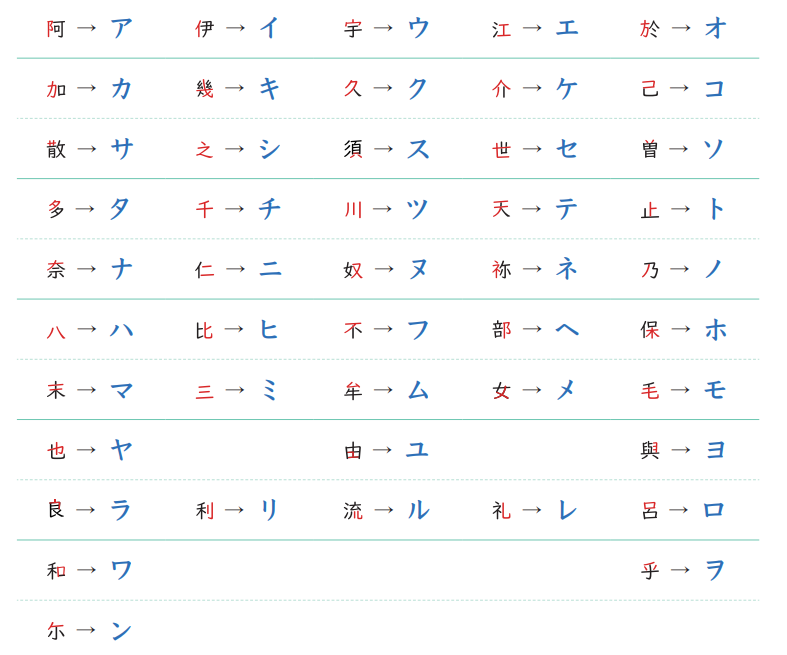 阿 → ア 伊 → イ 宇 → ウ 江 → エ 於 → オ
加 → カ 幾 → キ 久 → ク 介 → ケ 己 → コ
散 → サ 之 → シ 須 → ス 世 → セ 曽 → ソ
多 → タ 千 → チ 川 → ツ 天 → テ 止 → ト
奈 → ナ 仁 → ニ 奴 → ヌ 祢 → ネ 乃 → ノ
八 → ハ 比 → ヒ 不 → フ 部 → ヘ 保 → ホ
末 → マ 三 → ミ 牟 → ム 女 → メ 毛 → モ
也 → ヤ 由 → ユ 與 → ヨ
良 → ラ 利 → リ 流 → ル 礼 → レ 呂 → ロ
和 → ワ 乎 → ヲ
尓 → ン